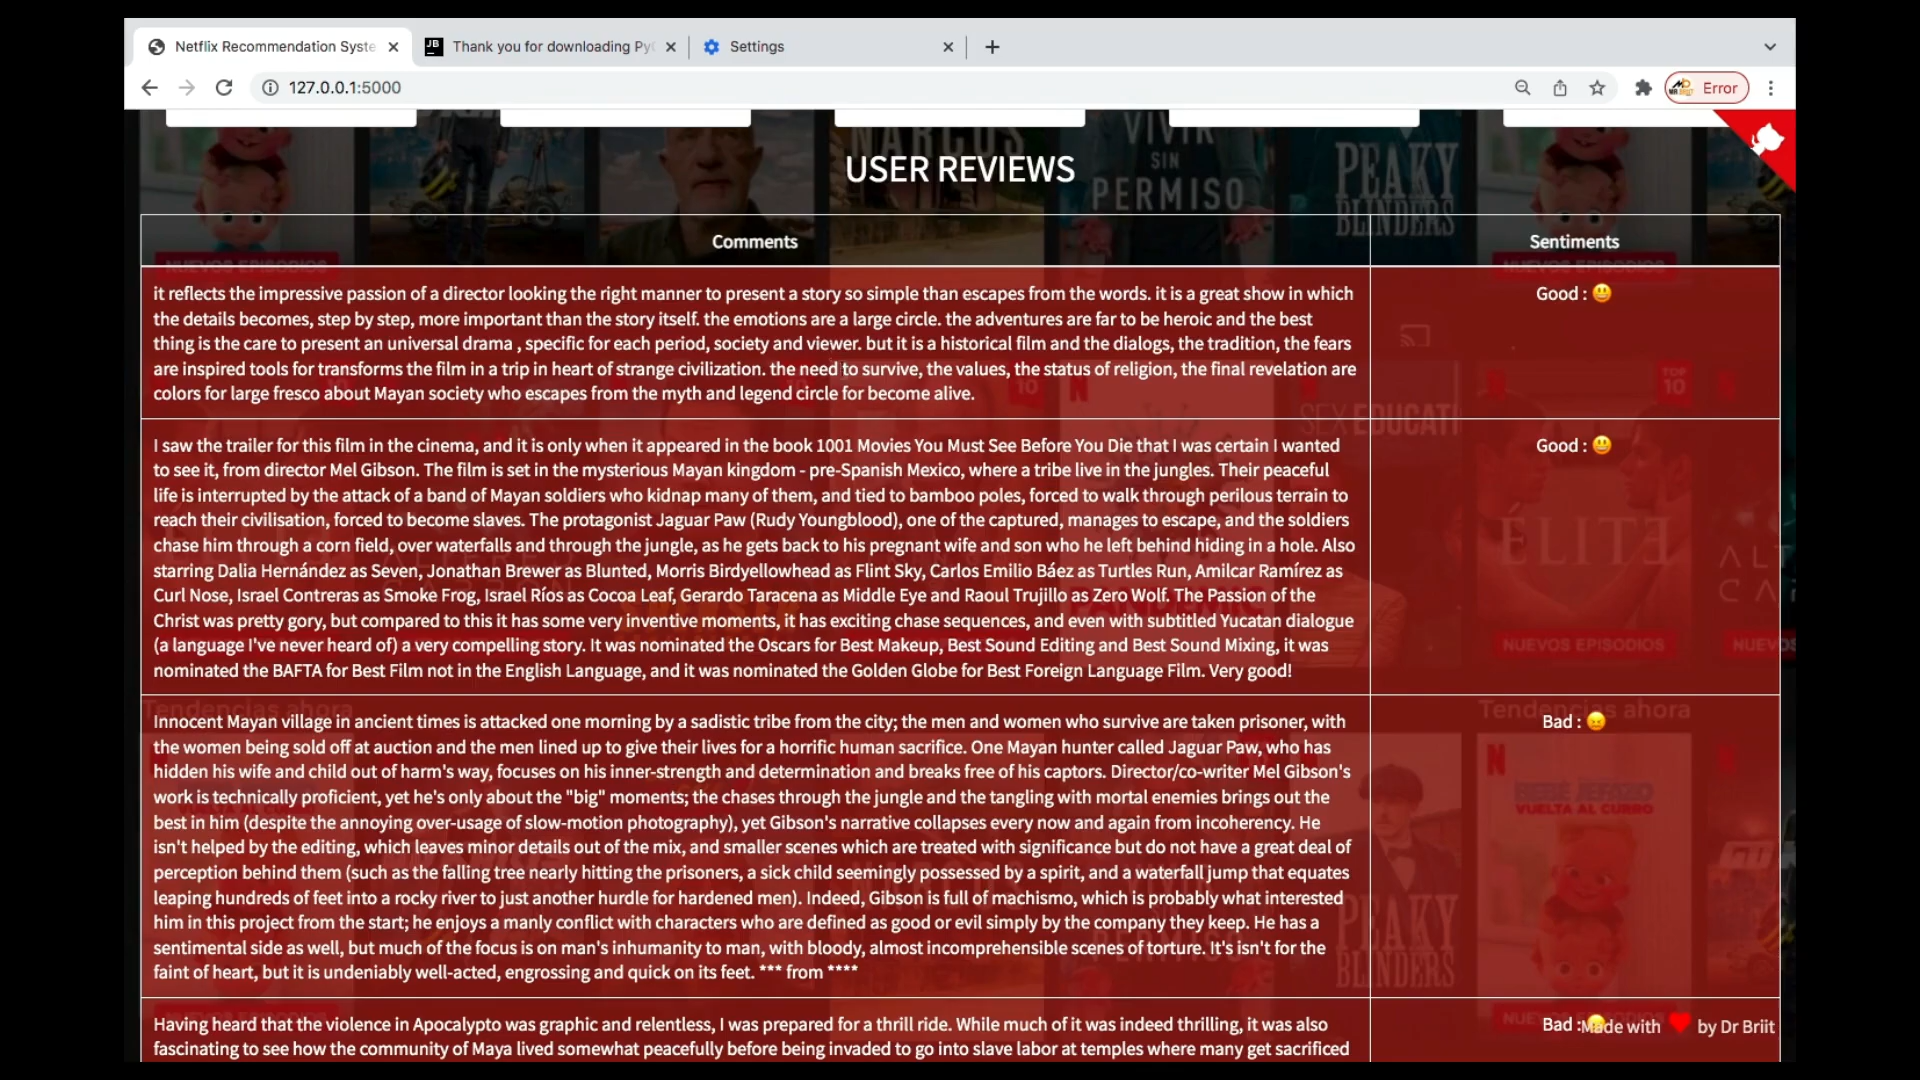 Netflix Recommendation Syste
Thank you for downloading Py
Settings
127.0.0.1:5000
Error
NARCOS
VIVIR
SIN
PERMISO
PEAKY
BLINDERS
USER REVIEWS
NUEVOS EPISODIOS
NUEVOS EPISODIOS
Comments
Sentiments
it reflects the impressive passion of a director looking the right manner to present a story so simple than escapes from the words. it is a great show in which
the details becomes, step by step, more important than the story itself. the emotions are a large circle. the adventures are far to be heroic and the best
thing is the care to present an universal drama , specific for each period, society and viewer. but it is a historical film and the dialogs, the tradition, the fears
are inspired tools for transforms the film in a trip in heart of strange civilization. the need to survive, the values, the status of religion, the final revelation are
colors for large fresco about Mayan society who escapes from the myth and legend circle for become alive.
Good : 😃
TOP
10
SEX EDUCATI
I saw the trailer for this film in the cinema, and it is only when it appeared in the book 1001 Movies You Must See Before You Die that I was certain I wanted
to see it, from director Mel Gibson. The film is set in the mysterious Mayan kingdom - pre-Spanish Mexico, where a tribe live in the jungles. Their peaceful
life is interrupted by the attack of a band of Mayan soldiers who kidnap many of them, and tied to bamboo poles, forced to walk through perilous terrain to
reach their civilisation, forced to become slaves. The protagonist Jaguar Paw (Rudy Youngblood), one of the captured, manages to escape, and the soldiers
chase him through a corn field, over waterfalls and through the jungle, as he gets back to his pregnant wife and son who he left behind hiding in a hole. Also
starring Dalia Hernández as Seven, Jonathan Brewer as Blunted, Morris Birdyellowhead as Flint Sky, Carlos Emilio Báez as Turtles Run, Amilcar Ramírez as
Curl Nose, Israel Contreras as Smoke Frog, Israel Ríos as Cocoa Leaf, Gerardo Taracena as Middle Eye and Raoul Trujillo as Zero Wolf. The Passion of the
Christ was pretty gory, but compared to this it has some very inventive moments, it has exciting chase sequences, and even with subtitled Yucatan dialogue
(a language I've never heard of) a very compelling story. It was nominated the Oscars for Best Makeup, Best Sound Editing and Best Sound Mixing, it was
nominated the BAFTA for Best Film not in the English Language, and it was nominated the Golden Globe for Best Foreign Language Film. Very good!
Good : 😃
ÉLITE
ALT
CA
NUEVOS EPISODIOS
NUEVOS
Tendencias ahora
Tendencias ahora
Innocent Mayan village in ancient times is attacked one morning by a sadistic tribe from the city; the men and women who survive are taken prisoner, with
the women being sold off at auction and the men lined up to give their lives for a horrific human sacrifice. One Mayan hunter called Jaguar Paw, who has
hidden his wife and child out of harm's way, focuses on his inner-strength and determination and breaks free of his captors. Director/co-writer Mel Gibson's
work is technically proficient, yet he's only about the "big" moments; the chases through the jungle and the tangling with mortal enemies brings out the
best in him (despite the annoying over-usage of slow-motion photography), yet Gibson's narrative collapses every now and again from incoherency. He
isn't helped by the editing, which leaves minor details out of the mix, and smaller scenes which are treated with significance but do not have a great deal of
perception behind them (such as the falling tree nearly hitting the prisoners, a sick child seemingly possessed by a spirit, and a waterfall jump that equates
leaping hundreds of feet into a rocky river to just another hurdle for hardened men). Indeed, Gibson is full of machismo, which is probably what interested
him in this project from the start; he enjoys a manly conflict with characters who are defined as good or evil simply by the company they keep. He has a
sentimental side as well, but much of the focus is on man's inhumanity to man, with bloody, almost incomprehensible scenes of torture. It's isn't for the
faint of heart, but it is undeniably well-acted, engrossing and quick on its feet. *** from ****
Bad : 😠
VUELTA AL CURRO
PEAKY
BLINDERS
Having heard that the violence in Apocalypto was graphic and relentless, I was prepared for a thrill ride. While much of it was indeed thrilling, it was also
fascinating to see how the community of Maya lived somewhat peacefully before being invaded to go into slave labor at temples where many get sacrificed
Bad :
Made with ❤ by Dr Briit